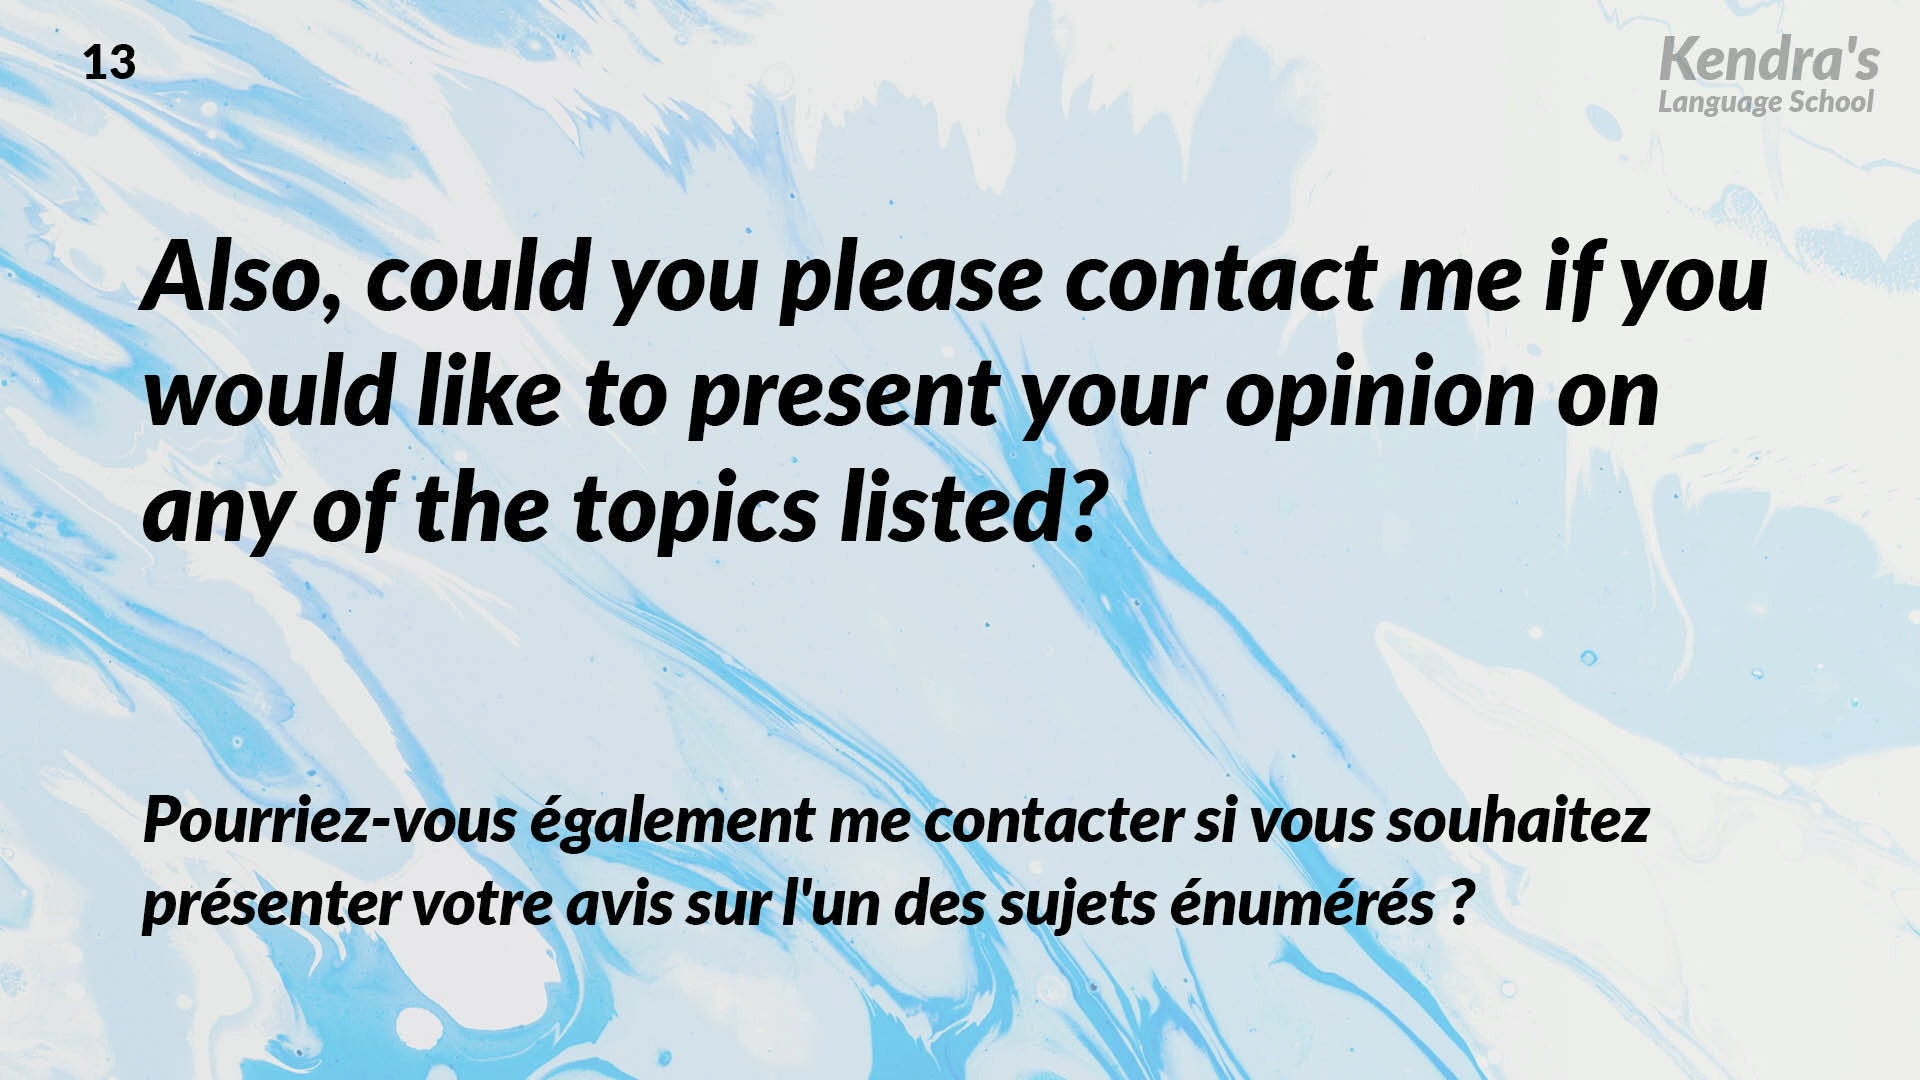 13
Kendra's
Language School
Also, could you please contact me if you
would like to present your opinion on
any of the topics listed?
Pourriez-vous également me contacter si vous souhaitez
présenter votre avis sur l'un des sujets énumérés ?